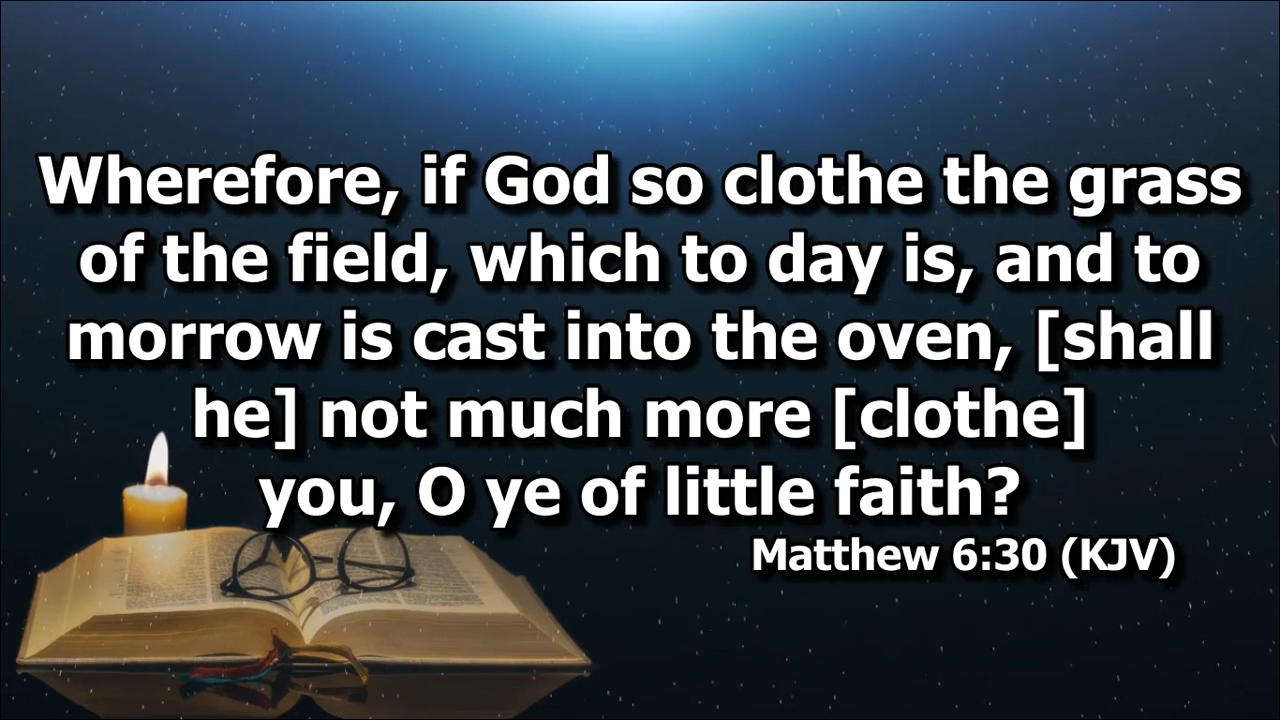 Wherefore, if God so clothe the grass
of the field, which to day is, and to
morrow is cast into the oven, [shall
he] not much more [clothe]
you, O ye of little faith?
Matthew 6:30 (KJV)